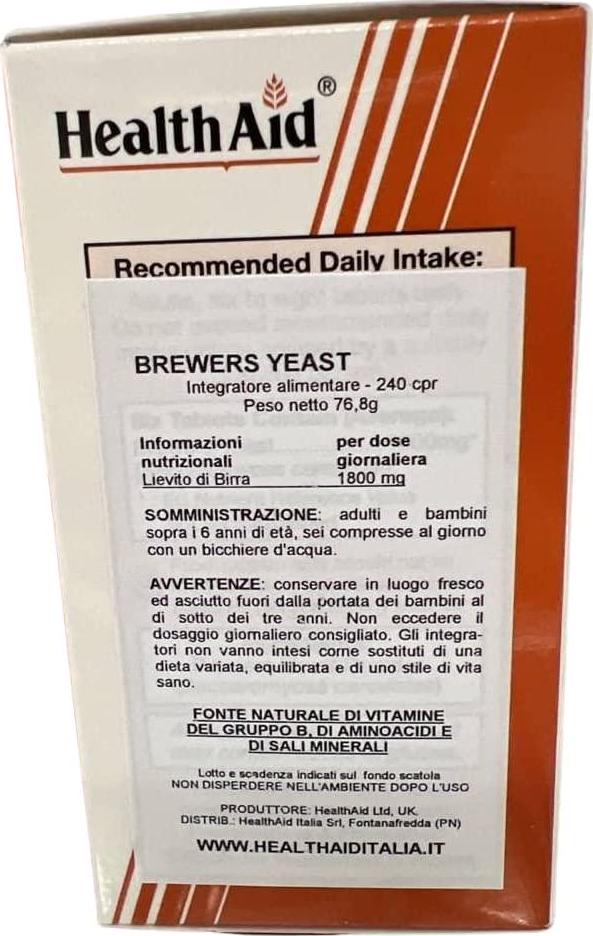 HealthAid®
Recommended Daily Intake:
BREWERS YEAST
Integratore alimentare - 240 cpr
Peso netto 76,8g
Informazioni per dose
nutrizionali giornaliera
Lievito di Birra 1800 mg
SOMMINISTRAZIONE: adulti e bambini
sopra i 6 anni di età, sei compresse al giorno
con un bicchiere d'acqua.
AVVERTENZE: conservare in luogo fresco
ed asciutto fuori dalla portata dei bambini al
di sotto dei tre anni. Non eccedere il
dosaggio giornaliero consigliato. Gli integra-
tori non vanno intesi come sostituti di una
dieta variata, equilibrata e di uno stile di vita
sano.
FONTE NATURALE DI VITAMINE
DEL GRUPPO B, DI AMINOACIDI E
DI SALI MINERALI
Lotto e scadenza indicati sul fondo scatola
NON DISPERDERE NELL'AMBIENTE DOPO L'USO
PRODUTTORE: HealthAid Ltd, UK.
DISTRIB.: HealthAid Italia Srl, Fontanafredda (PN)
WWW.HEALTHAIDITALIA.IT